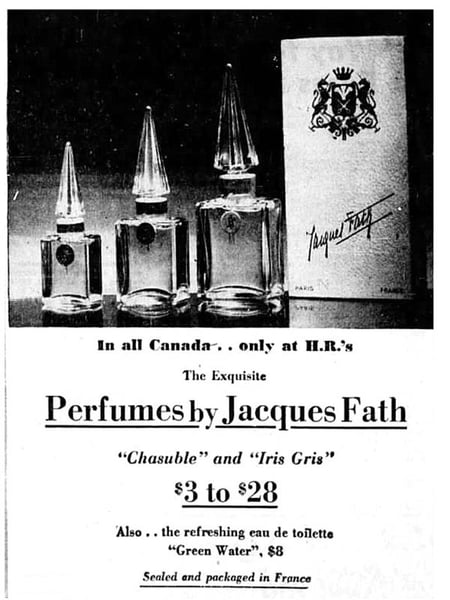 Jacques Fath
PARIS
FRANCE
In all Canada . . only at H.R.'s
The Exquisite
Perfumes by Jacques Fath
"Chasuble" and "Iris Gris"
$3 to $28
Also . . the refreshing eau de toilette
"Green Water", $8
Sealed and packaged in France